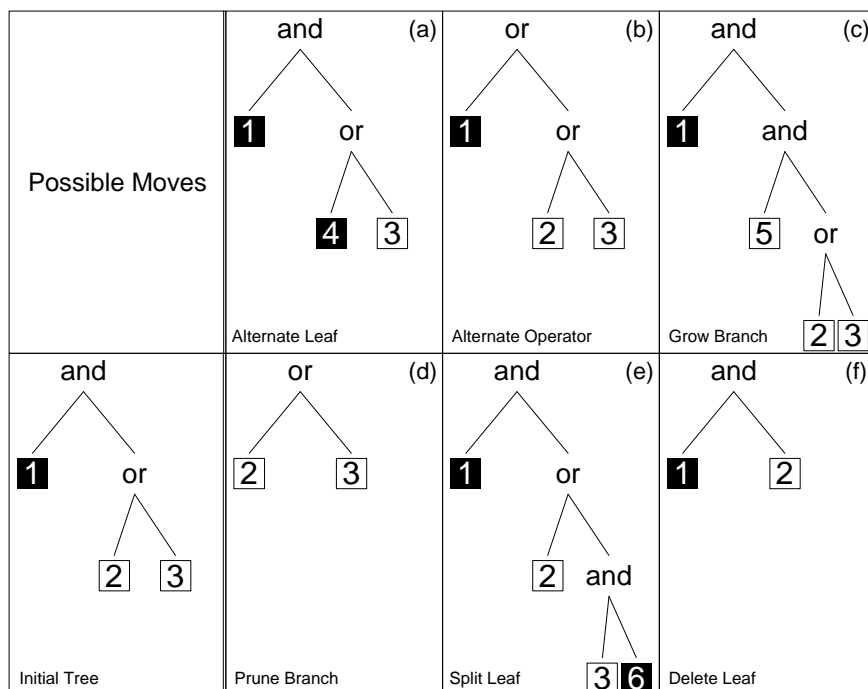 and (a)
or (b)
and (c)
1 or
1 or
1 and
Possible Moves
4 3
2 3
5 or
2 3
Alternate Leaf
Alternate Operator
Grow Branch
and
or (d)
and (e)
and (f)
1 or
2 3
1 or
1 2
2 3
2 and
3 6
Initial Tree
Prune Branch
Split Leaf
Delete Leaf